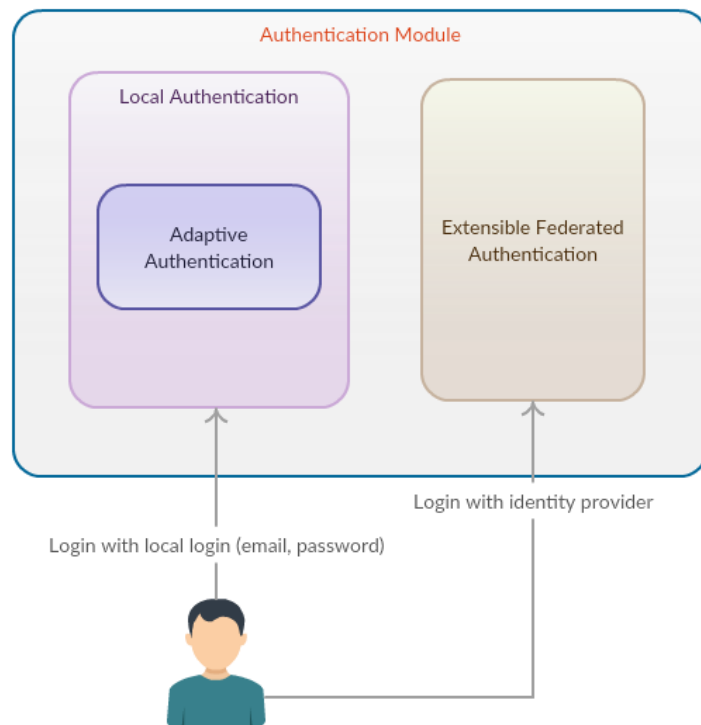 Authentication Module
Local Authentication
Adaptive
Authentication
Extensible Federated
Authentication
Login with identity provider
Login with local login (email, password)